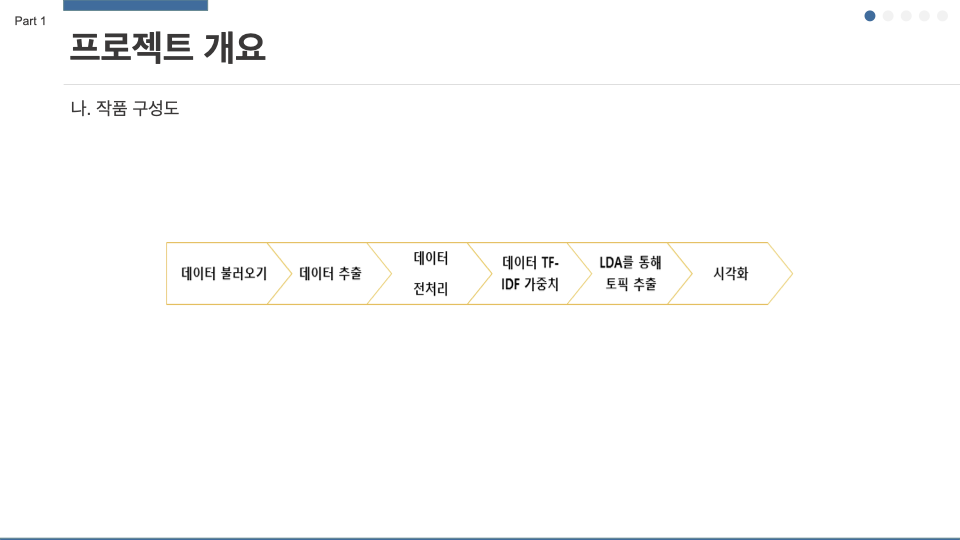 Part 1
프로젝트 개요
나. 작품 구성도
데이터 불러오기
데이터 추출
데이터
전처리
데이터 TF-
IDF 가중치
LDA를 통해
토픽 추출
시각화